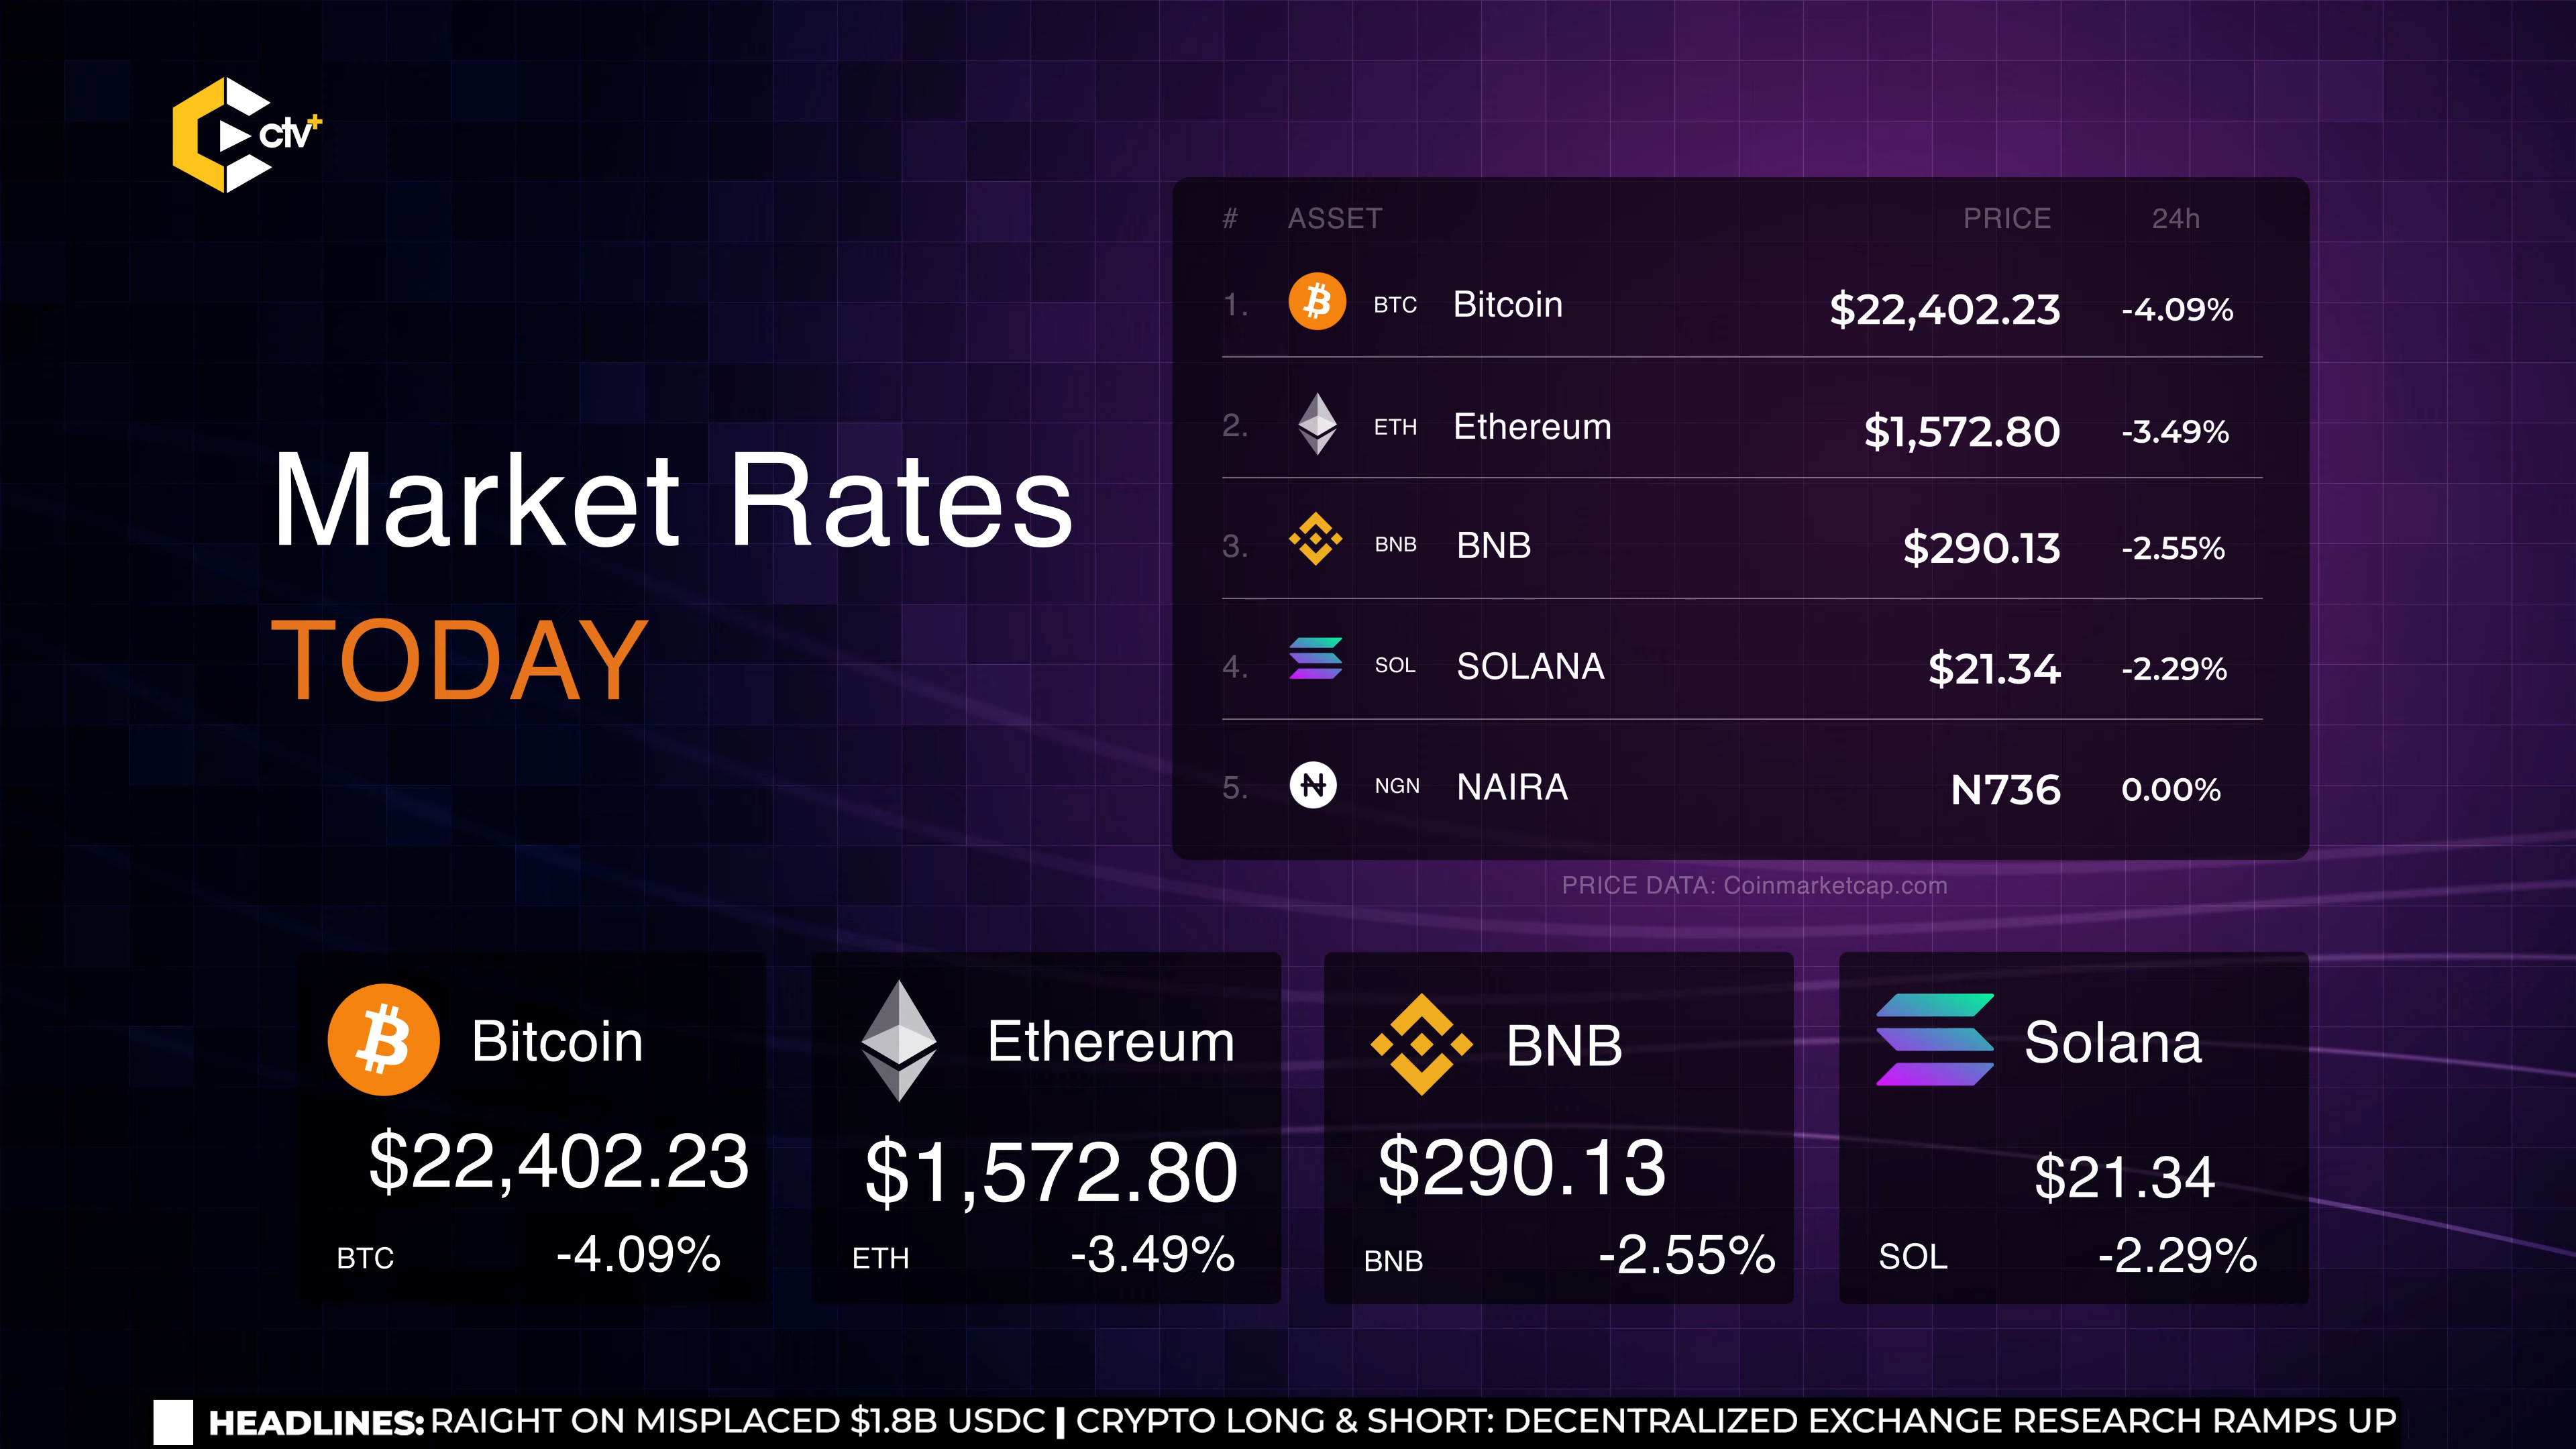 ctv+
Market Rates
TODAY
# ASSET PRICE 24h
1. BTC Bitcoin $22,402.23 -4.09%
2. ETH Ethereum $1,572.80 -3.49%
3. BNB BNB $290.13 -2.55%
4. SOL SOLANA $21.34 -2.29%
5. NGN NAIRA N736 0.00%
PRICE DATA: Coinmarketcap.com
Bitcoin
$22,402.23
BTC -4.09%
Ethereum
$1,572.80
ETH -3.49%
BNB
$290.13
BNB -2.55%
Solana
$21.34
SOL -2.29%
HEADLINES: RAIGHT ON MISPLACED $1.8B USDC | CRYPTO LONG & SHORT: DECENTRALIZED EXCHANGE RESEARCH RAMPS UP